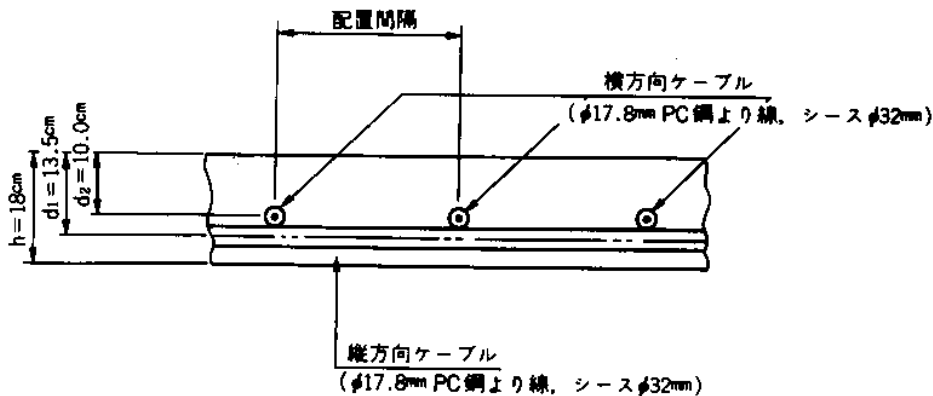 配置間隔
横方向ケーブル
(φ17.8mm PC鋼より線, シースφ32mm)
h=18cm
d1=13.5cm
d2=10.0cm
縦方向ケーブル
(φ17.8mm PC鋼より線, シースφ32mm)